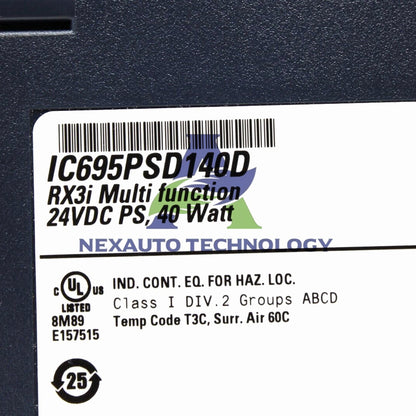 IC695PSD140D
RX3i Multi function
24VDC PS, 40 Watt
NEXAUTO TECHNOLOGY
C UL US
LISTED
8M89
E157515
IND. CONT. EQ. FOR HAZ. LOC.
Class I DIV.2 Groups ABCD
Temp Code T3C, Surr. Air 60C
25